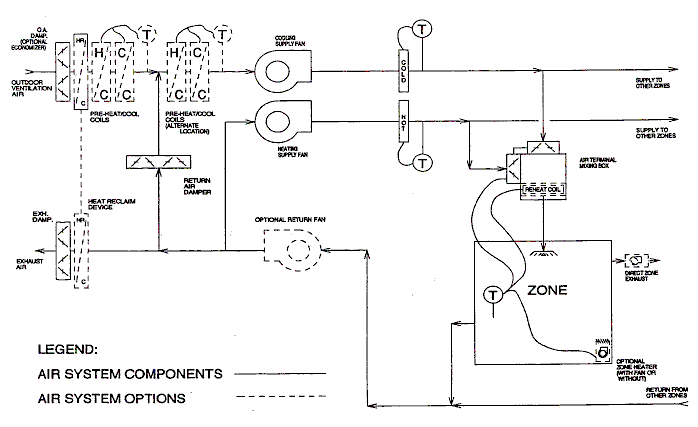 O.A.
DAMP.
(OPTIONAL
ECONOMIZER)
HR
H
C
T
H
C
T
COOLING
SUPPLY FAN
T
COLD
OUTDOOR
VENTILATION
AIR
C
C
C
C
C
PRE-HEAT/COOL
COILS
PRE-HEAT/COOL
COILS
(ALTERNATE
LOCATION)
SUPPLY TO
OTHER ZONES
HEATING
SUPPLY FAN
HOT
T
SUPPLY TO
OTHER ZONES
RETURN
AIR
DAMPER
AIR TERMINAL
MIXING BOX
REHEAT COIL
HEAT RECLAIM
DEVICE
EXH.
DAMP.
HR
C
EXHAUST
AIR
OPTIONAL RETURN FAN
ZONE
T
DIRECT ZONE
EXHAUST
OPTIONAL
ZONE HEATER
(WITH FAN OR
WITHOUT)
RETURN FROM
OTHER ZONES
LEGEND:
AIR SYSTEM COMPONENTS
AIR SYSTEM OPTIONS